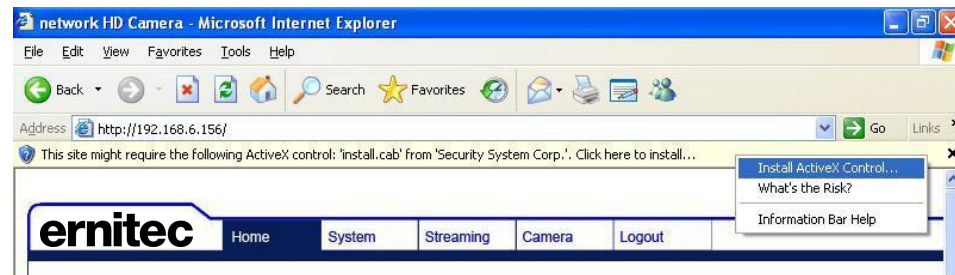 network HD Camera - Microsoft Internet Explorer
File Edit View Favorites Tools Help
Back Search Favorites
Address http://192.168.6.156/ Go Links
This site might require the following ActiveX control: 'install.cab' from 'Security System Corp.'. Click here to install...
Install ActiveX Control...
What's the Risk?
Information Bar Help
ernitec Home System Streaming Camera Logout